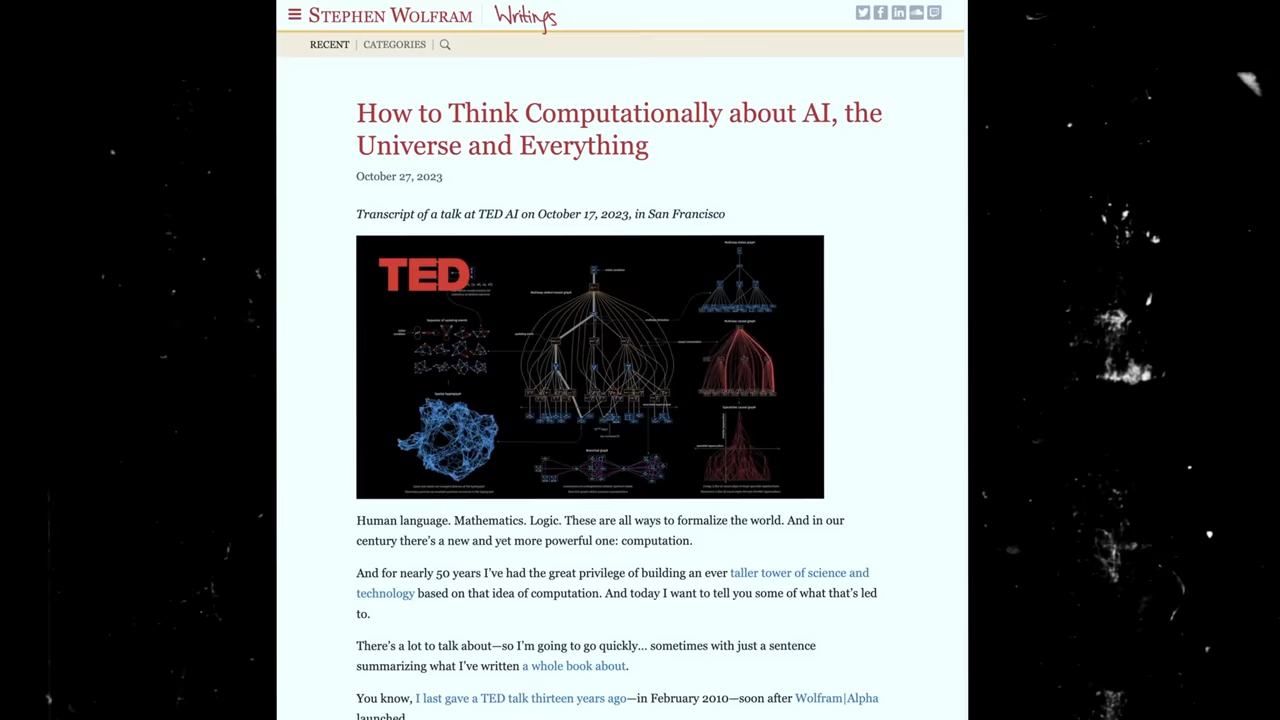 STEPHEN WOLFRAM Writings
RECENT | CATEGORIES
How to Think Computationally about AI, the
Universe and Everything
October 27, 2023
Transcript of a talk at TED AI on October 17, 2023, in San Francisco
TED
Human language. Mathematics. Logic. These are all ways to formalize the world. And in our
century there's a new and yet more powerful one: computation.
And for nearly 50 years I've had the great privilege of building an ever taller tower of science and
technology based on that idea of computation. And today I want to tell you some of what that's led
to.
There's a lot to talk about—so I'm going to go quickly… sometimes with just a sentence
summarizing what I've written a whole book about.
You know, I last gave a TED talk thirteen years ago—in February 2010—soon after Wolfram|Alpha
launched.